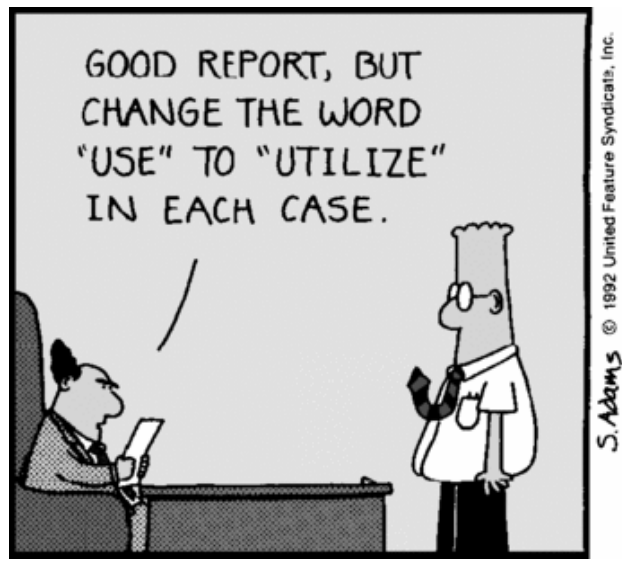 GOOD REPORT, BUT
CHANGE THE WORD
"USE" TO "UTILIZE"
IN EACH CASE.
S. Adams © 1992 United Feature Syndicate, Inc.